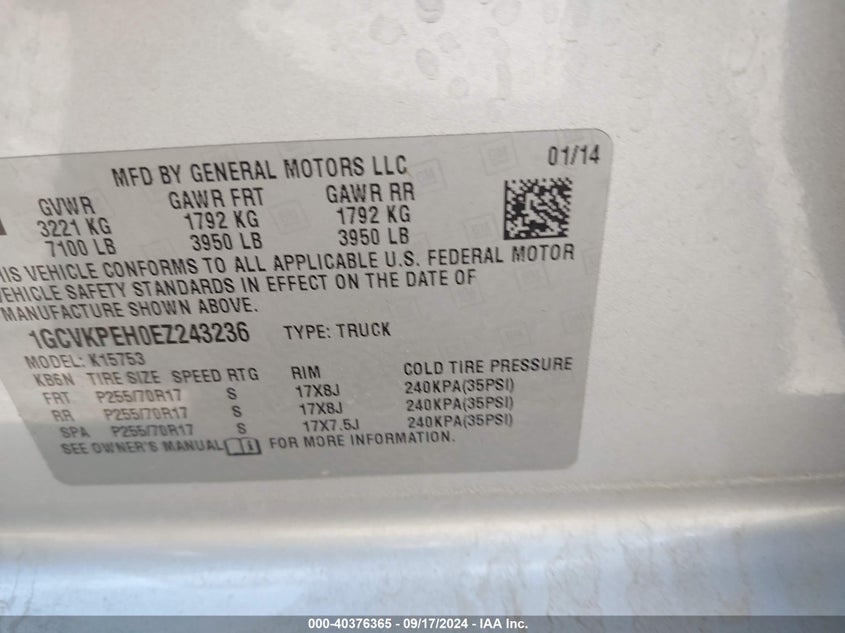 MFD BY GENERAL MOTORS LLC 01/14
GVWR GAWR FRT GAWR RR
3221 KG 1792 KG 1792 KG
7100 LB 3950 LB 3950 LB
HIS VEHICLE CONFORMS TO ALL APPLICABLE U.S. FEDERAL MOTOR
VEHICLE SAFETY STANDARDS IN EFFECT ON THE DATE OF
MANUFACTURE SHOWN ABOVE.
1GCVKPEH0EZ243236 TYPE: TRUCK
MODEL: K15753
KB6N TIRE SIZE SPEED RTG RIM COLD TIRE PRESSURE
FRT P255/70R17 S 17X8J 240KPA(35PSI)
RR P255/70R17 S 17X8J 240KPA(35PSI)
SPA P255/70R17 S 17X7.5J 240KPA(35PSI)
SEE OWNER'S MANUAL FOR MORE INFORMATION.
000-40376365 - 09/17/2024 - IAA Inc.